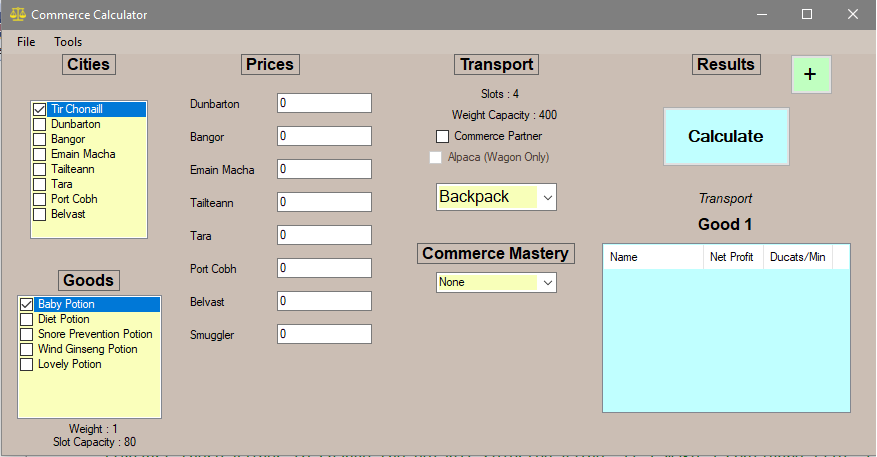 Commerce Calculator
File Tools
Cities
Tir Chonaill
Dunbarton
Bangor
Emain Macha
Tailteann
Tara
Port Cobh
Belvast
Goods
Baby Potion
Diet Potion
Snore Prevention Potion
Wind Ginseng Potion
Lovely Potion
Weight : 1
Slot Capacity : 80
Prices
Dunbarton 0
Bangor 0
Emain Macha 0
Tailteann 0
Tara 0
Port Cobh 0
Belvast 0
Smuggler 0
Transport
Slots : 4
Weight Capacity : 400
Commerce Partner
Alpaca (Wagon Only)
Backpack
Commerce Mastery
None
Results
+
Calculate
Transport
Good 1
Name Net Profit Ducats/Min